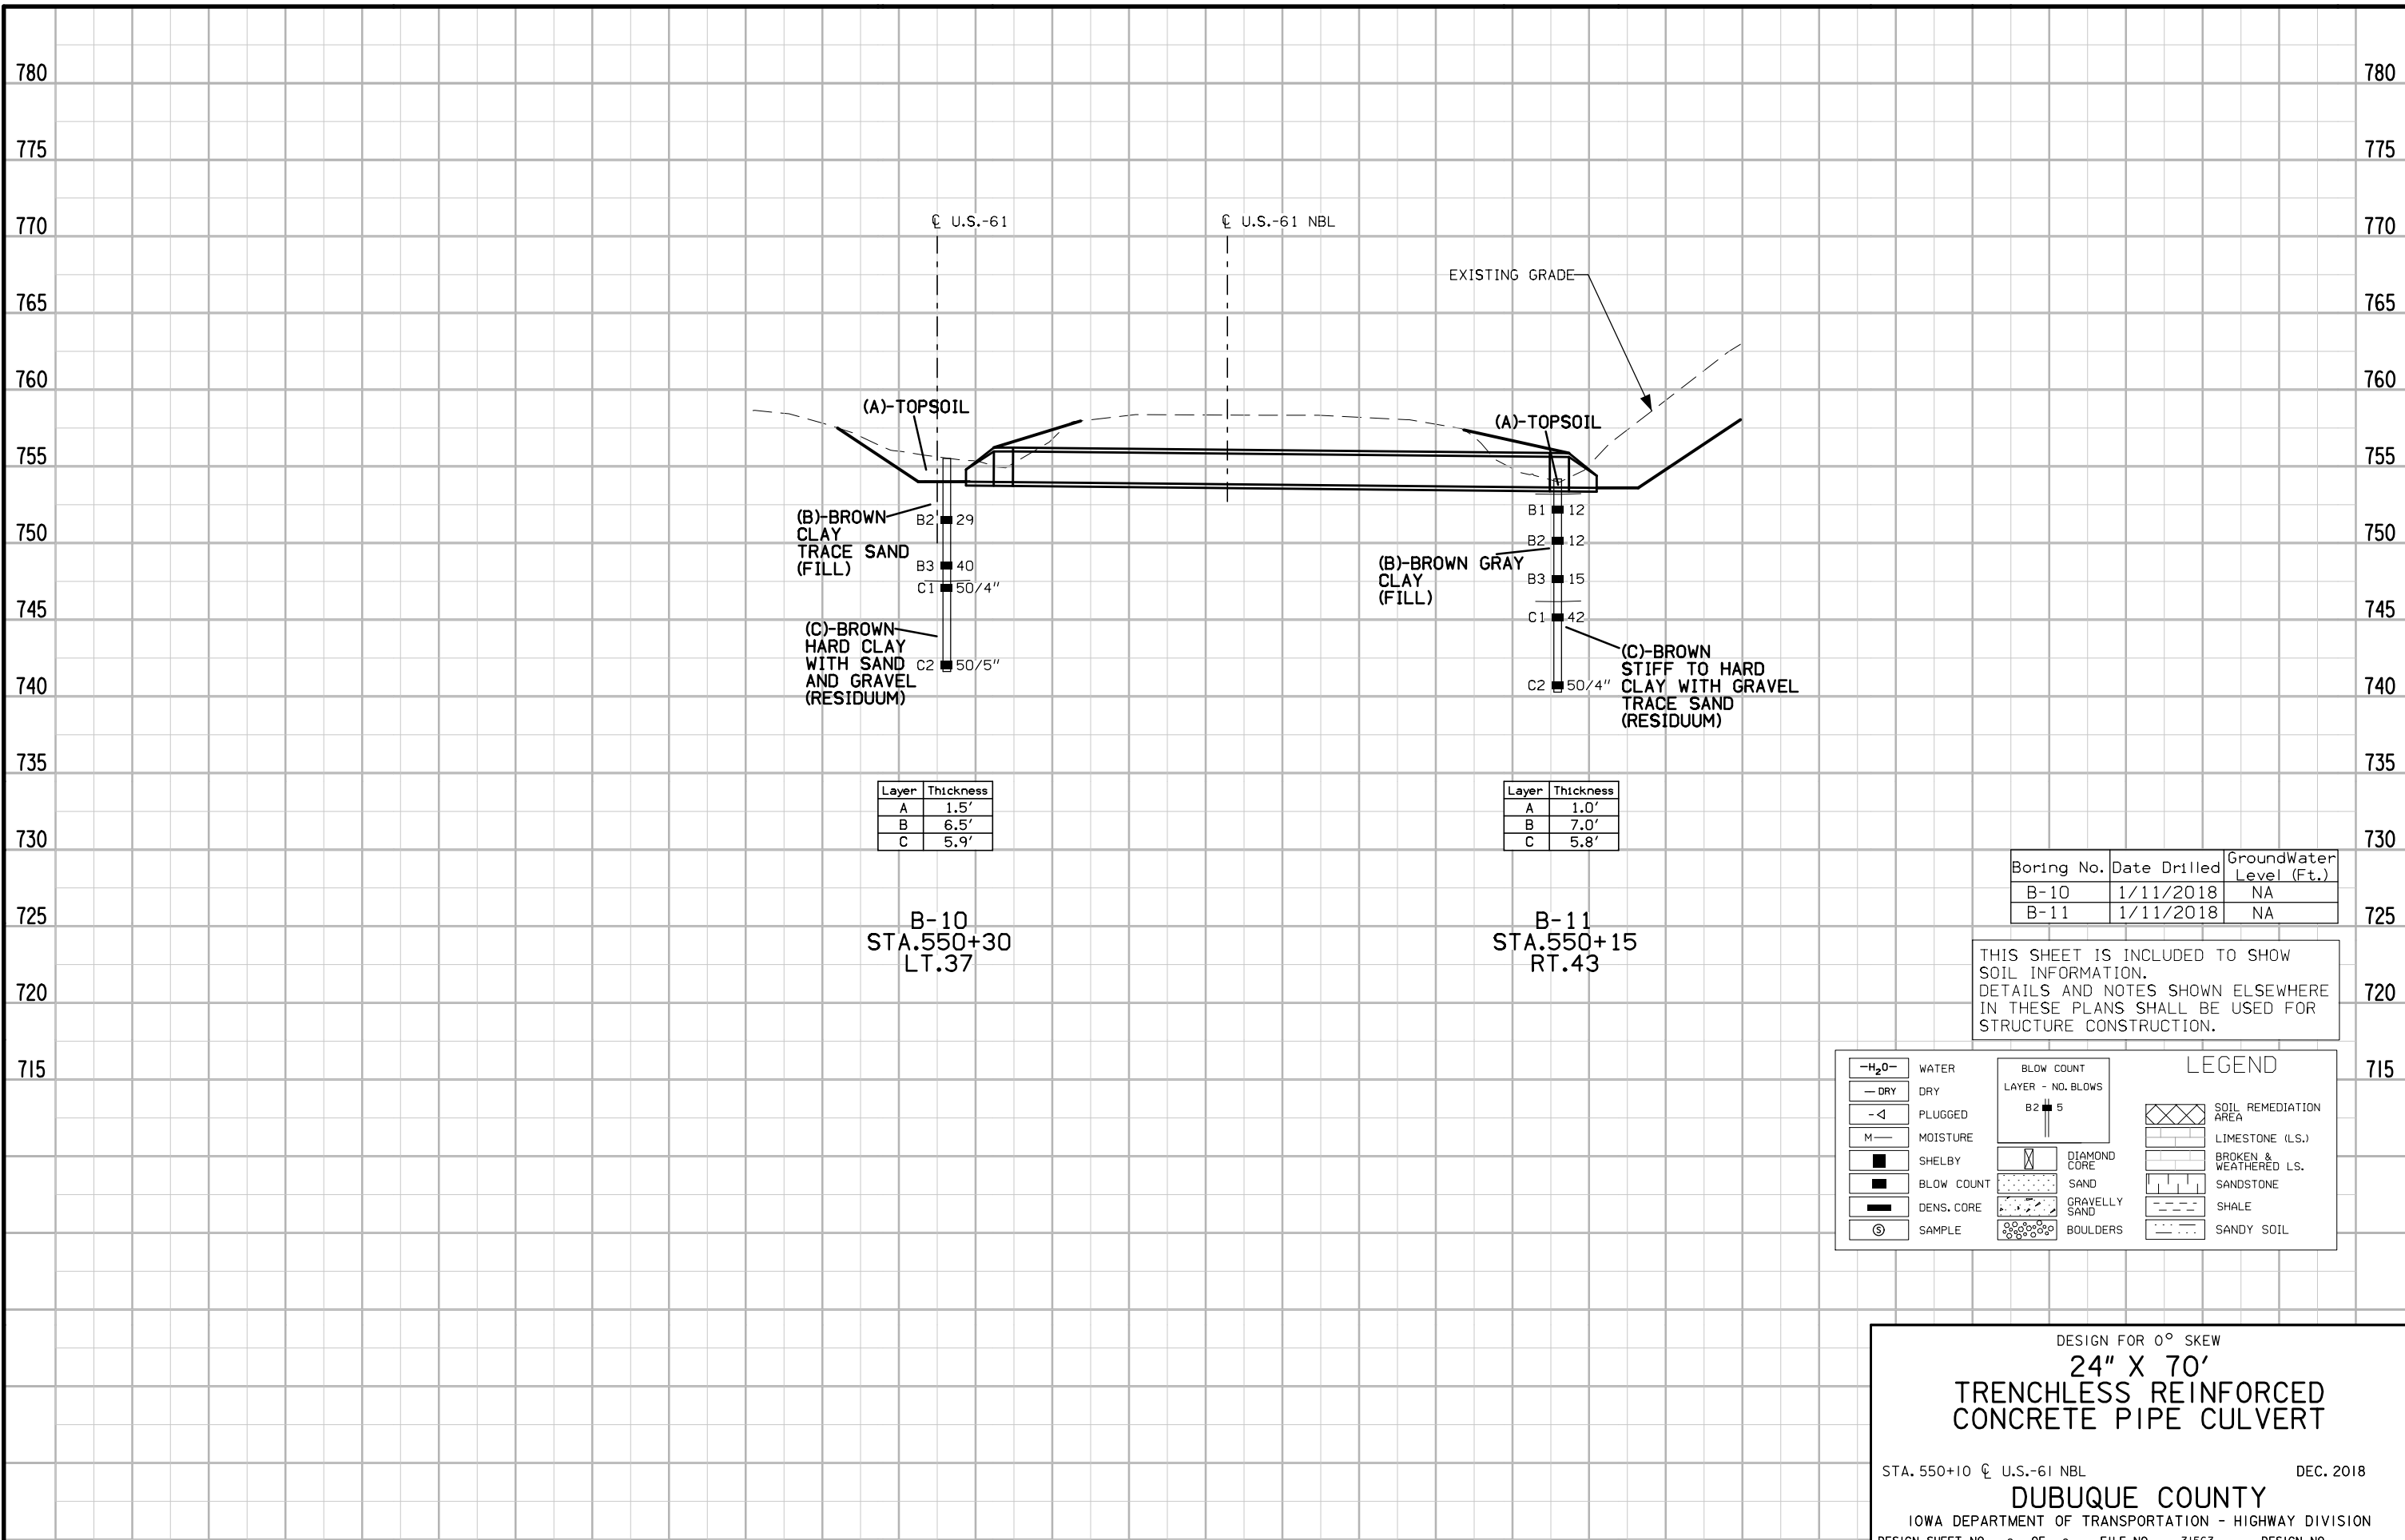 780 780
775 775
770 770
765 765
760 760
755 755
750 750
745 745
740 740
735 735
730 730
725 725
720 720
715 715
℄ U.S.-61
℄ U.S.-61 NBL
EXISTING GRADE
(A)-TOPSOIL
(B)-BROWN
CLAY
TRACE SAND
(FILL)
B2 29
B3 40
C1 50/4"
(C)-BROWN
HARD CLAY
WITH SAND
AND GRAVEL
(RESIDUUM)
C2 50/5"
(A)-TOPSOIL
B1 12
B2 12
(B)-BROWN GRAY
CLAY
(FILL)
B3 15
C1 42
(C)-BROWN
STIFF TO HARD
CLAY WITH GRAVEL
TRACE SAND
(RESIDUUM)
C2 50/4"
Layer Thickness
A 1.5'
B 6.5'
C 5.9'
Layer Thickness
A 1.0'
B 7.0'
C 5.8'
B-10
STA.550+30
LT.37
B-11
STA.550+15
RT.43
Boring No. Date Drilled GroundWater Level (Ft.)
B-10 1/11/2018 NA
B-11 1/11/2018 NA
THIS SHEET IS INCLUDED TO SHOW
SOIL INFORMATION.
DETAILS AND NOTES SHOWN ELSEWHERE
IN THESE PLANS SHALL BE USED FOR
STRUCTURE CONSTRUCTION.
LEGEND
-H₂O- WATER
- DRY DRY
PLUGGED
M MOISTURE
SHELBY
BLOW COUNT
DENS. CORE
S SAMPLE
BLOW COUNT
LAYER - NO. BLOWS
B2 5
DIAMOND
CORE
SAND
GRAVELLY
SAND
BOULDERS
SOIL REMEDIATION
AREA
LIMESTONE (LS.)
BROKEN &
WEATHERED LS.
SANDSTONE
SHALE
SANDY SOIL
DESIGN FOR 0° SKEW
24" X 70'
TRENCHLESS REINFORCED
CONCRETE PIPE CULVERT
STA. 550+10 ℄ U.S.-61 NBL DEC. 2018
DUBUQUE COUNTY
IOWA DEPARTMENT OF TRANSPORTATION - HIGHWAY DIVISION
DESIGN SHEET NO. OF FILE NO. 31563 DESIGN NO.